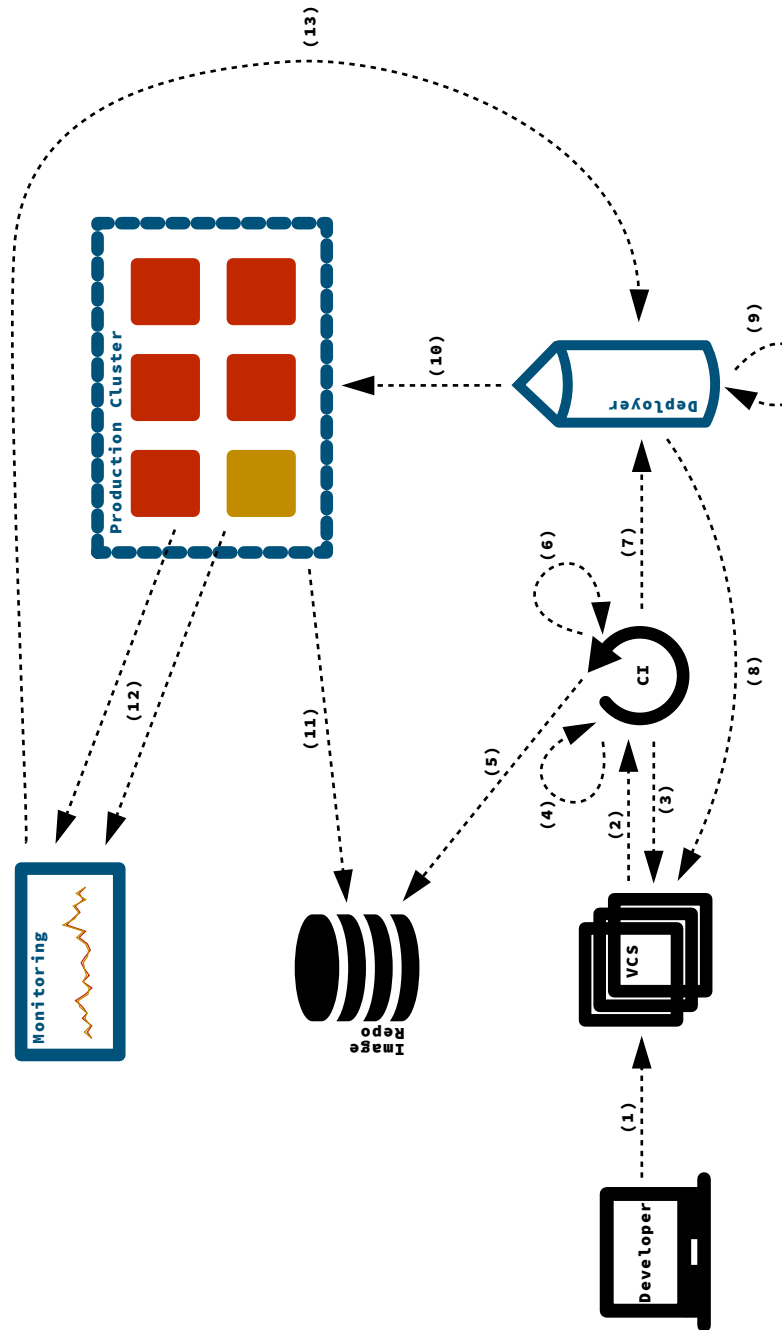 Developer
(1)
VCS
(2)
(3)
CI
(4)
(5)
(6)
(7)
Deployer
(8)
(9)
(10)
Production Cluster
(11)
Image
Repo
(12)
Monitoring
(13)